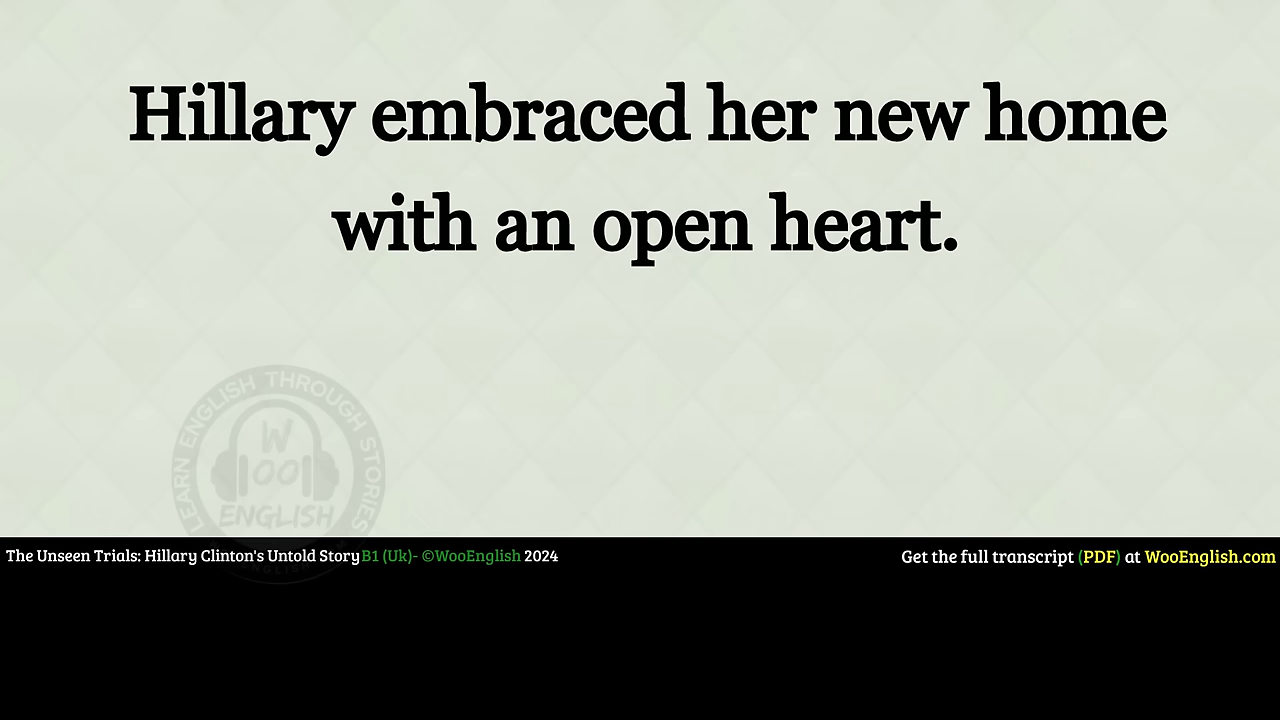 Hillary embraced her new home
with an open heart.
LEARN ENGLISH THROUGH STORIES
W
OO
ENGLISH
The Unseen Trials: Hillary Clinton's Untold Story B1 (Uk)- ©WooEnglish 2024
Get the full transcript (PDF) at WooEnglish.com